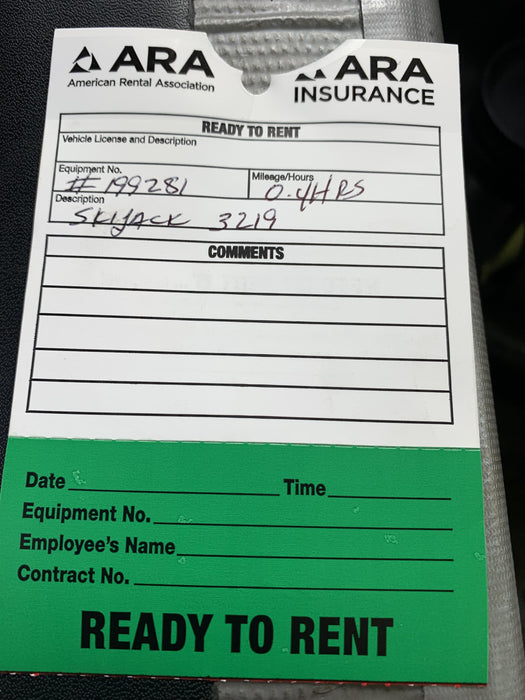 ARA ARA
American Rental Association INSURANCE
READY TO RENT
Vehicle License and Description
Equipment No. Mileage/Hours
# 199281 0.4HRS
Description
SKYJACK 3219
COMMENTS
Date Time
Equipment No.
Employee's Name
Contract No.
READY TO RENT